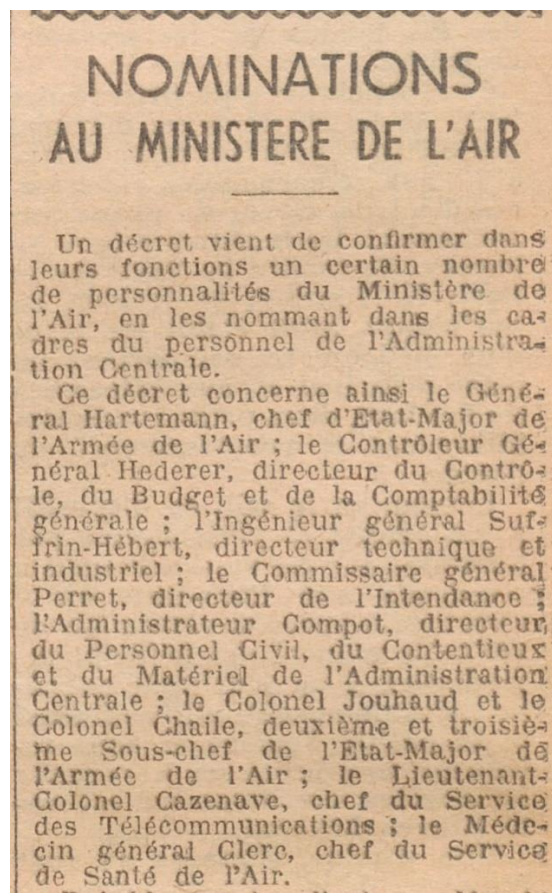 NOMINATIONS
AU MINISTERE DE L'AIR
Un décret vient de confirmer dans
leurs fonctions un certain nombre
de personnalités du Ministère de
l'Air, en les nommant dans les ca-
dres du personnel de l'Administra-
tion Centrale.
Ce décret concerne ainsi le Géné-
ral Hartemann, chef d'Etat-Major de
l'Armée de l'Air ; le Contrôleur Gé-
néral Hederer, directeur du Contrô-
le, du Budget et de la Comptabilité
générale ; l'Ingénieur général Suf-
frin-Hébert, directeur technique et
industriel ; le Commissaire général
Perret, directeur de l'Intendance ;
l'Administrateur Compot, directeur
du Personnel Civil, du Contentieux
et du Matériel de l'Administration
Centrale ; le Colonel Jouhaud et le
Colonel Chaile, deuxième et troisiè-
me Sous-chef de l'Etat-Major de
l'Armée de l'Air ; le Lieutenant-
Colonel Cazenave, chef du Service
des Télécommunications ; le Méde-
cin général Clerc, chef du Service
de Santé de l'Air.